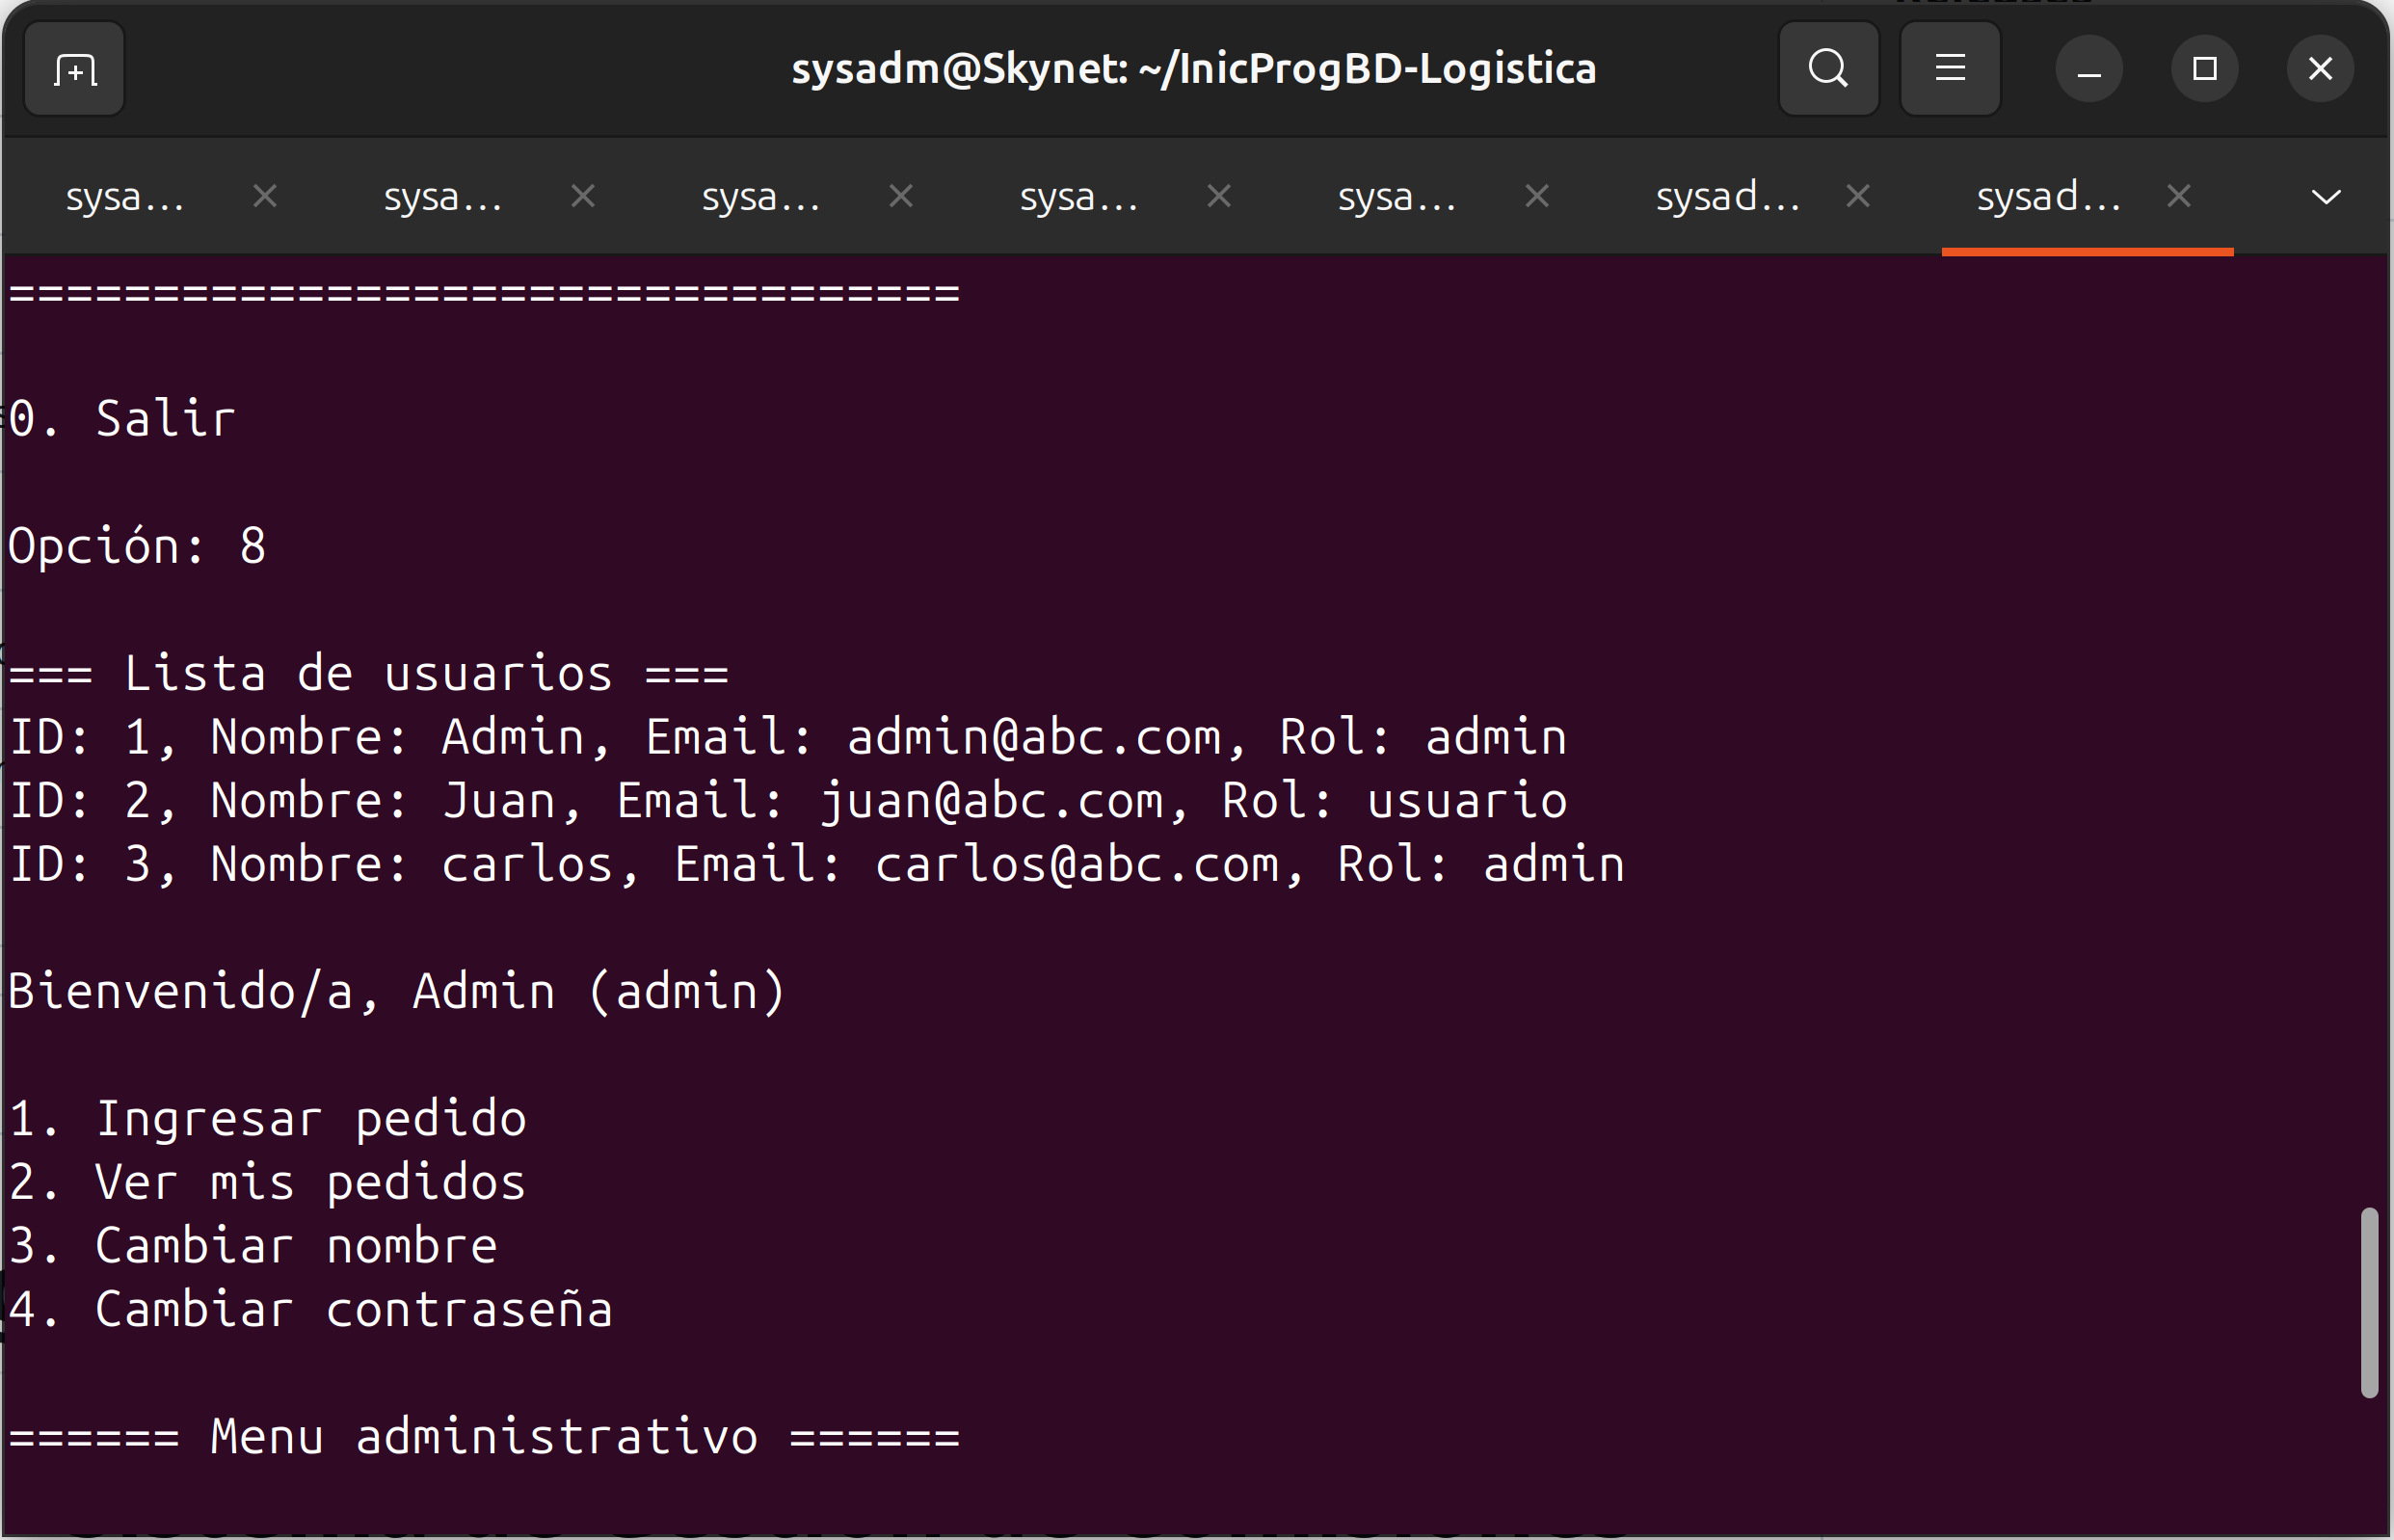 sysadm@Skynet: ~/InicProgBD-Logistica
sysa... sysa... sysa... sysa... sysa... sysad... sysad...
=================================
0. Salir
Opción: 8
=== Lista de usuarios ===
ID: 1, Nombre: Admin, Email: admin@abc.com, Rol: admin
ID: 2, Nombre: Juan, Email: juan@abc.com, Rol: usuario
ID: 3, Nombre: carlos, Email: carlos@abc.com, Rol: admin
Bienvenido/a, Admin (admin)
1. Ingresar pedido
2. Ver mis pedidos
3. Cambiar nombre
4. Cambiar contraseña
====== Menu administrativo ======